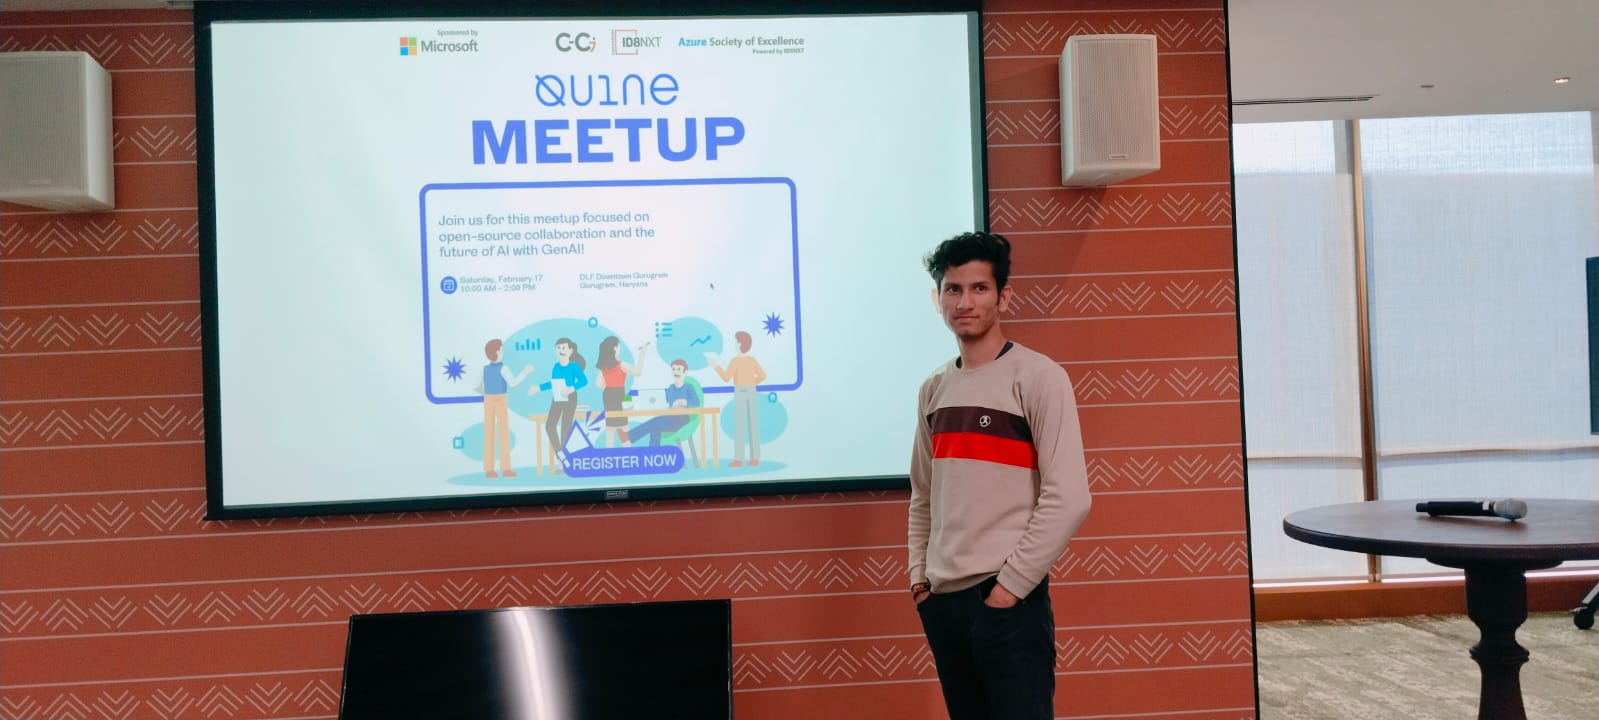 Sponsored by
Microsoft
C-Ci
ID8NXT
Azure Society of Excellence
Powered by ID8NXT
QU1Ne
MEETUP
Join us for this meetup focused on
open-source collaboration and the
future of AI with GenAI!
Saturday, February 17
10:00 AM - 2:00 PM
DLF Downtown Gurugram
Gurugram, Haryana
REGISTER NOW